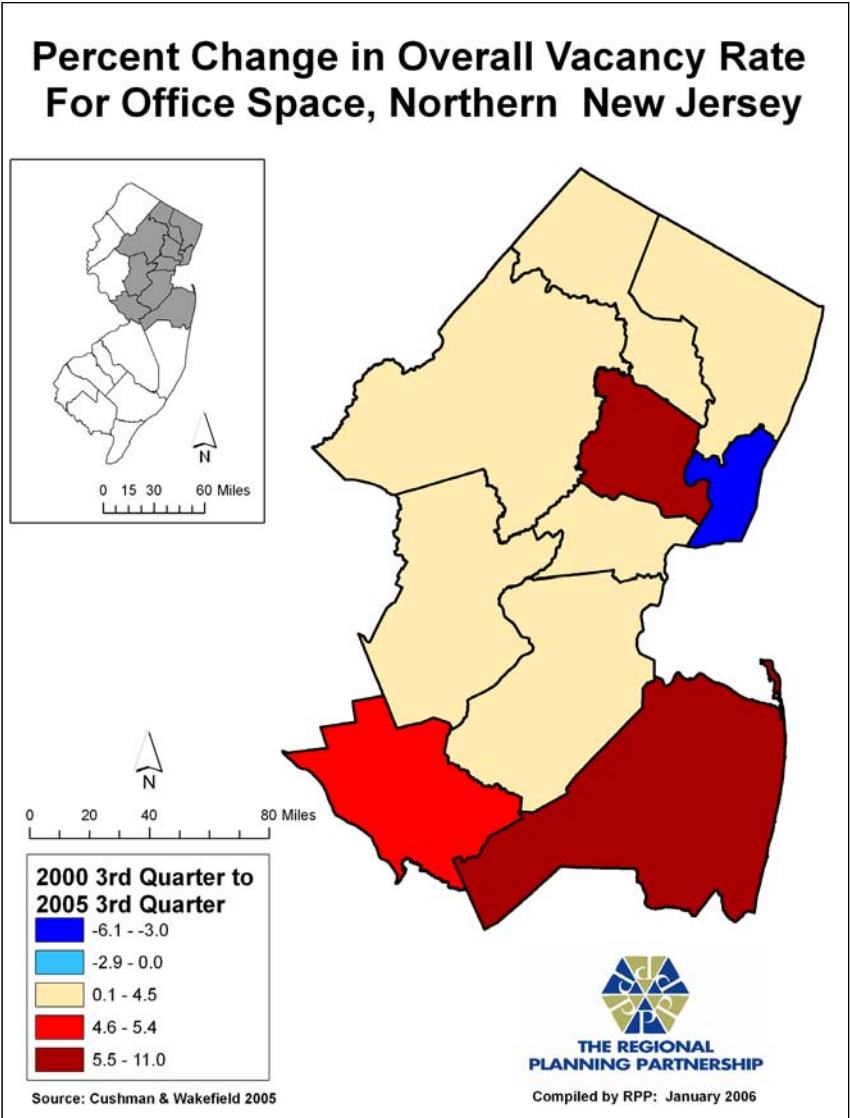 Percent Change in Overall Vacancy Rate
For Office Space, Northern New Jersey
N
0 15 30 60 Miles
N
0 20 40 80 Miles
2000 3rd Quarter to
2005 3rd Quarter
-6.1 - -3.0
-2.9 - 0.0
0.1 - 4.5
4.6 - 5.4
5.5 - 11.0
THE REGIONAL
PLANNING PARTNERSHIP
Source: Cushman & Wakefield 2005
Compiled by RPP: January 2006